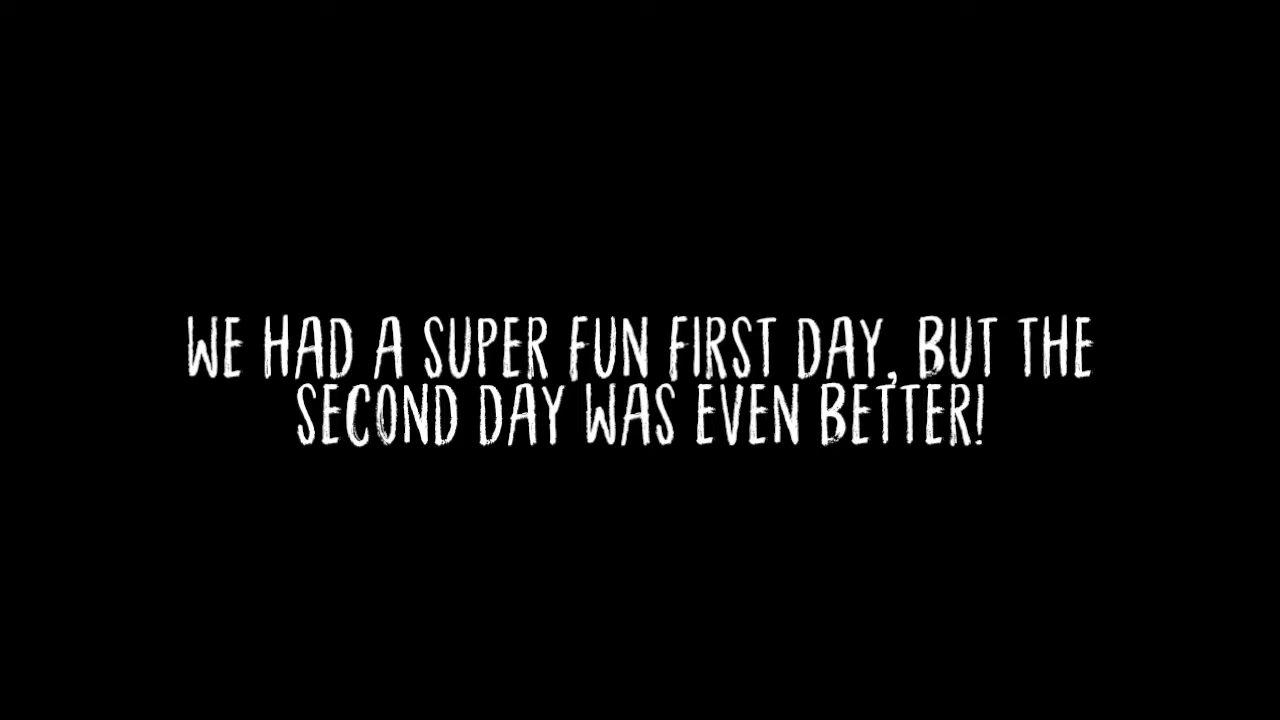 WE HAD A SUPER FUN FIRST DAY, BUT THE
SECOND DAY WAS EVEN BETTER!